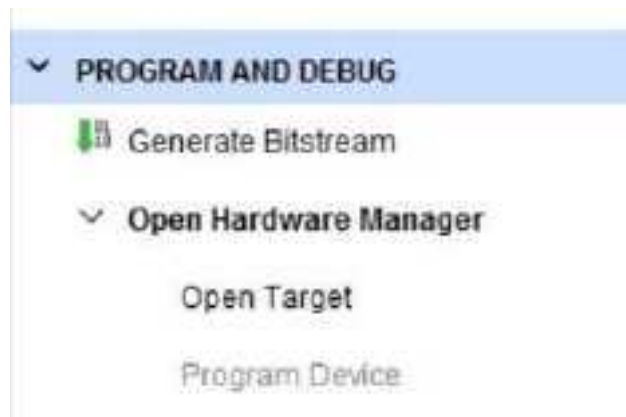 PROGRAM AND DEBUG
Generate Bitstream
Open Hardware Manager
Open Target
Program Device